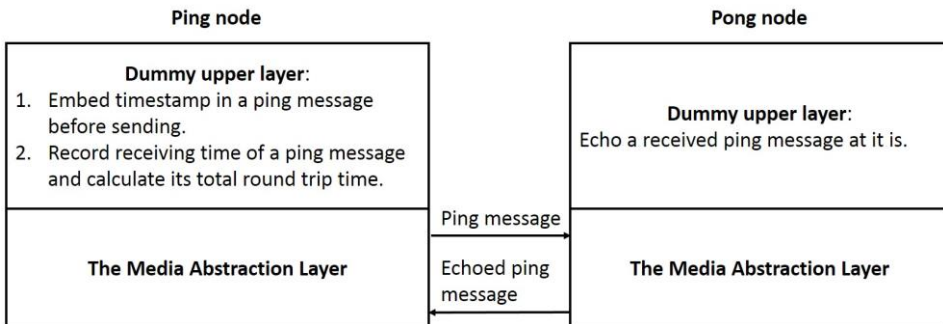 Ping node
Pong node
Dummy upper layer:
1. Embed timestamp in a ping message
before sending.
2. Record receiving time of a ping message
and calculate its total round trip time.
Dummy upper layer:
Echo a received ping message at it is.
Ping message
The Media Abstraction Layer
Echoed ping
message
The Media Abstraction Layer